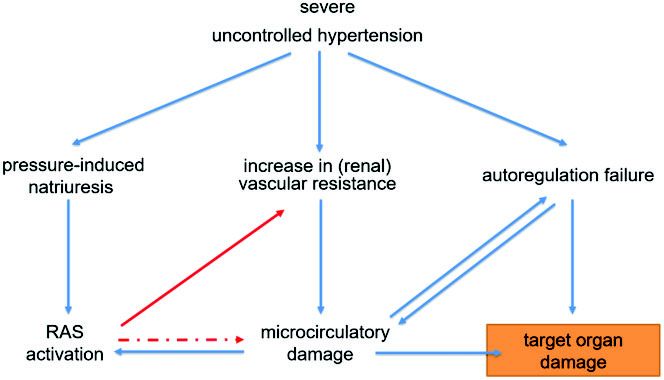 severe
uncontrolled hypertension
pressure-induced
natriuresis
increase in (renal)
vascular resistance
autoregulation failure
RAS
activation
microcirculatory
damage
target organ
damage